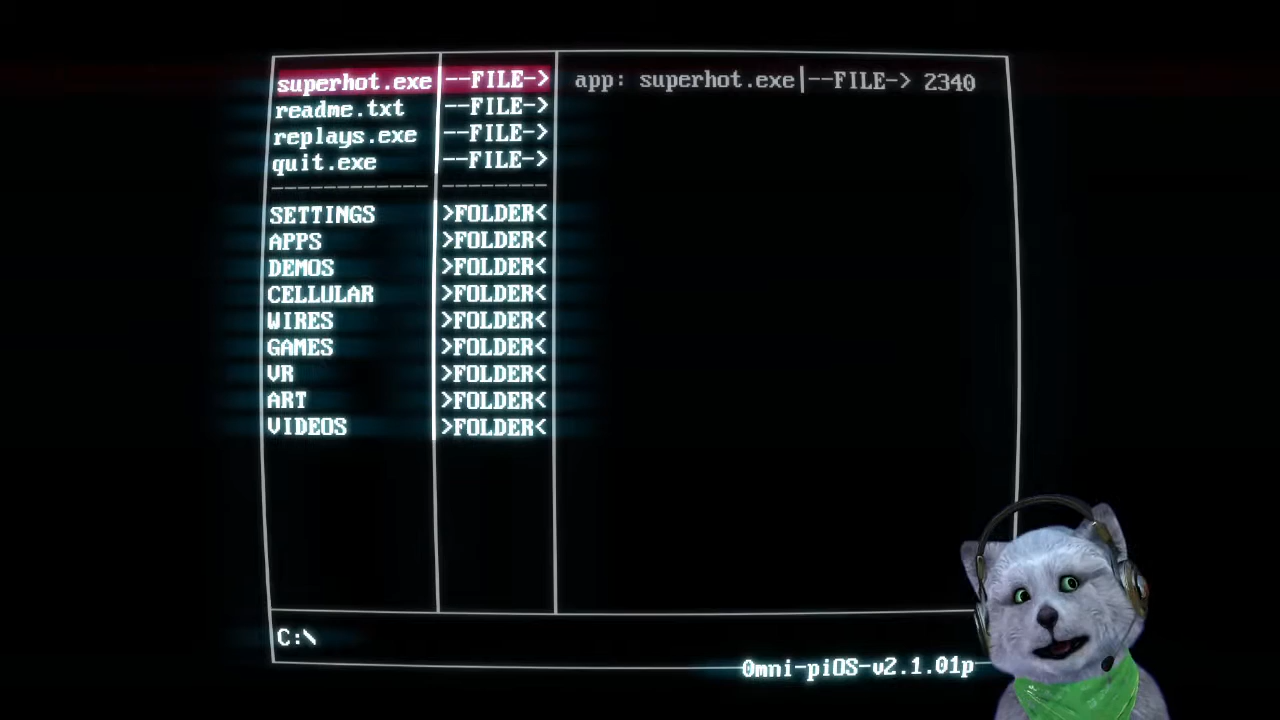 superhot.exe --FILE-> app: superhot.exe|--FILE-> 2340
readme.txt --FILE->
replays.exe --FILE->
quit.exe --FILE->
------------- --------
SETTINGS >FOLDER<
APPS >FOLDER<
DEMOS >FOLDER<
CELLULAR >FOLDER<
WIRES >FOLDER<
GAMES >FOLDER<
VR >FOLDER<
ART >FOLDER<
VIDEOS >FOLDER<
C:\
0mni-piOS-v2.1.01p